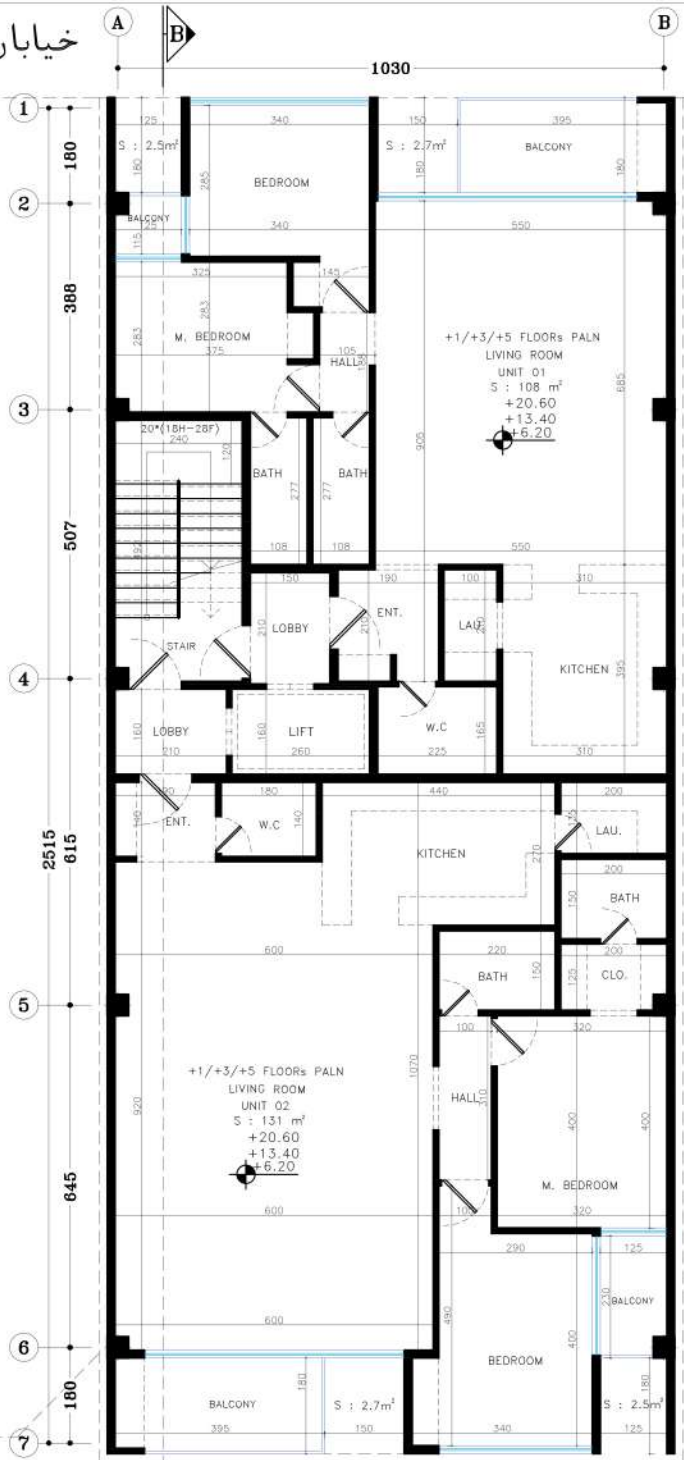 خیابان
A
B
B
1030
1
2
3
4
5
6
7
180
388
507
615
645
180
2515
125
340
150
395
S : 2.5m²
180
285
BEDROOM
S : 2.7m²
180
BALCONY
180
BALCONY
125
115
340
550
325
145
283
283
M. BEDROOM
375
105
HALL
+1/+3/+5 FLOORs PALN
LIVING ROOM
UNIT 01
S : 108 m²
+20.60
+13.40
+6.20
685
905
20*(18H-28F)
240
120
492
BATH
277
108
BATH
277
108
550
150
190
100
310
LOBBY
210
ENT.
210
LAU.
210
KITCHEN
395
STAIR
LOBBY
160
210
160
LIFT
260
W.C
165
225
310
190
ENT.
180
W.C
140
440
KITCHEN
270
200
LAU.
200
150
BATH
200
125
CLO.
600
220
BATH
150
100
320
+1/+3/+5 FLOORs PALN
LIVING ROOM
UNIT 02
S : 131 m²
+20.60
+13.40
+6.20
920
1070
HALL
310
400
400
M. BEDROOM
320
600
290
125
230
BALCONY
490
400
600
BEDROOM
BALCONY
180
S : 2.7m²
395
150
340
180
S : 2.5m²
125